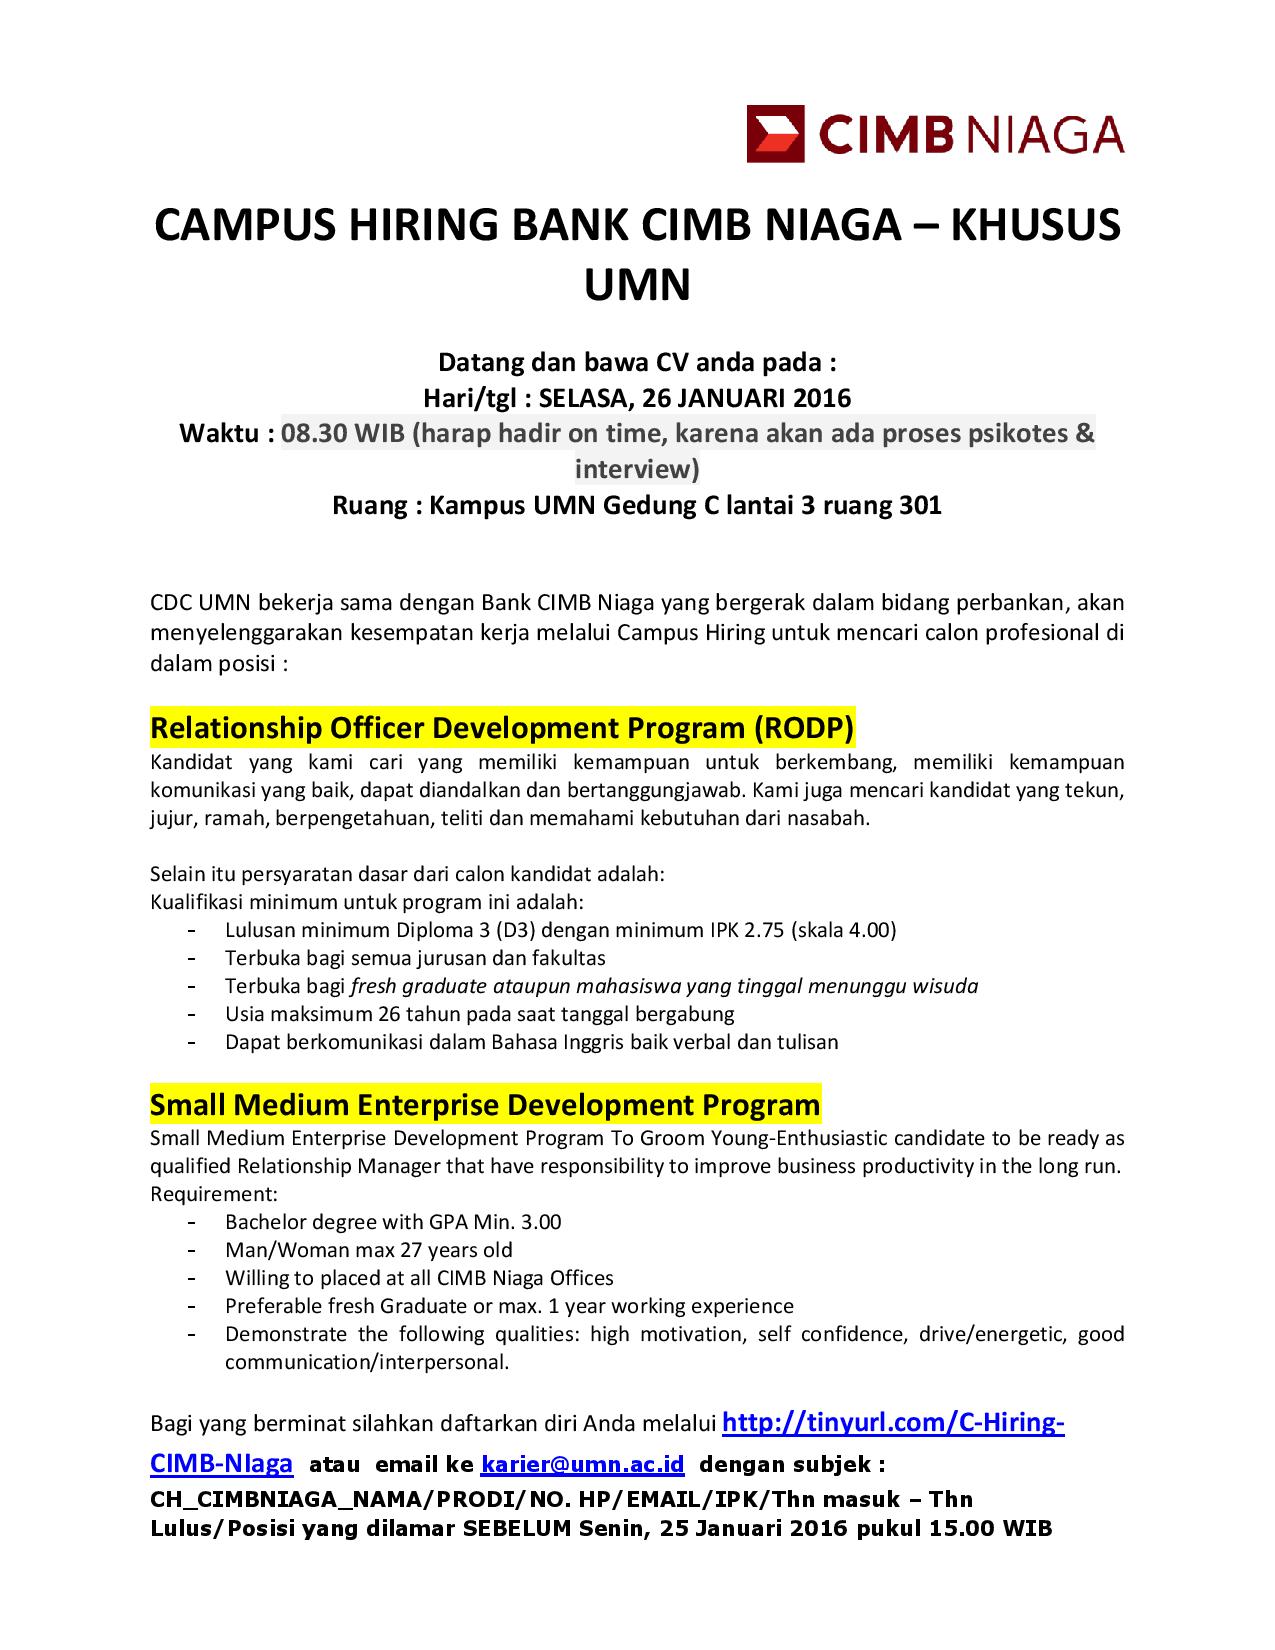 CIMB NIAGA
CAMPUS HIRING BANK CIMB NIAGA – KHUSUS
UMN
Datang dan bawa CV anda pada :
Hari/tgl : SELASA, 26 JANUARI 2016
Waktu : 08.30 WIB (harap hadir on time, karena akan ada proses psikotes &
interview)
Ruang : Kampus UMN Gedung C lantai 3 ruang 301
CDC UMN bekerja sama dengan Bank CIMB Niaga yang bergerak dalam bidang perbankan, akan
menyelenggarakan kesempatan kerja melalui Campus Hiring untuk mencari calon profesional di
dalam posisi :
Relationship Officer Development Program (RODP)
Kandidat yang kami cari yang memiliki kemampuan untuk berkembang, memiliki kemampuan
komunikasi yang baik, dapat diandalkan dan bertanggungjawab. Kami juga mencari kandidat yang tekun,
jujur, ramah, berpengetahuan, teliti dan memahami kebutuhan dari nasabah.
Selain itu persyaratan dasar dari calon kandidat adalah:
Kualifikasi minimum untuk program ini adalah:
- Lulusan minimum Diploma 3 (D3) dengan minimum IPK 2.75 (skala 4.00)
- Terbuka bagi semua jurusan dan fakultas
- Terbuka bagi fresh graduate ataupun mahasiswa yang tinggal menunggu wisuda
- Usia maksimum 26 tahun pada saat tanggal bergabung
- Dapat berkomunikasi dalam Bahasa Inggris baik verbal dan tulisan
Small Medium Enterprise Development Program
Small Medium Enterprise Development Program To Groom Young-Enthusiastic candidate to be ready as
qualified Relationship Manager that have responsibility to improve business productivity in the long run.
Requirement:
- Bachelor degree with GPA Min. 3.00
- Man/Woman max 27 years old
- Willing to placed at all CIMB Niaga Offices
- Preferable fresh Graduate or max. 1 year working experience
- Demonstrate the following qualities: high motivation, self confidence, drive/energetic, good
communication/interpersonal.
Bagi yang berminat silahkan daftarkan diri Anda melalui http://tinyurl.com/C-Hiring-
CIMB-NIaga atau email ke karier@umn.ac.id dengan subjek :
CH_CIMBNIAGA_NAMA/PRODI/NO. HP/EMAIL/IPK/Thn masuk – Thn
Lulus/Posisi yang dilamar SEBELUM Senin, 25 Januari 2016 pukul 15.00 WIB